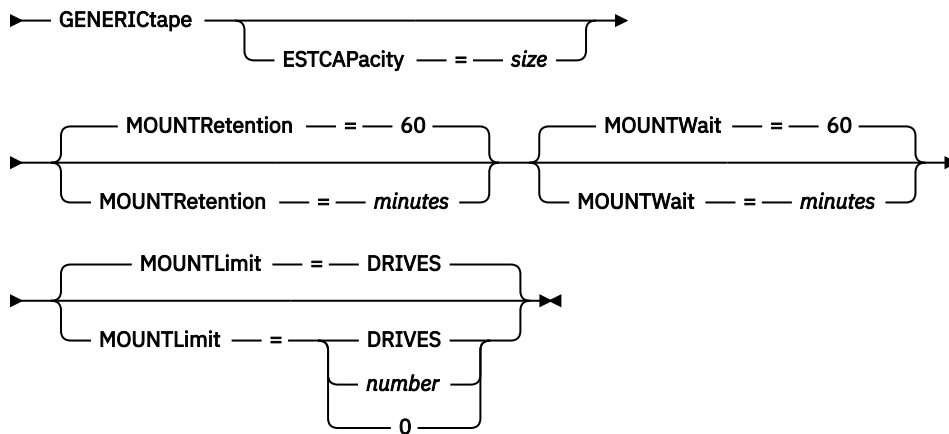 GENERICtape
ESTCAPacity = size
MOUNTRetention = 60 MOUNTWait = 60
MOUNTRetention = minutes MOUNTWait = minutes
MOUNTLimit = DRIVES
MOUNTLimit = DRIVES
number
0